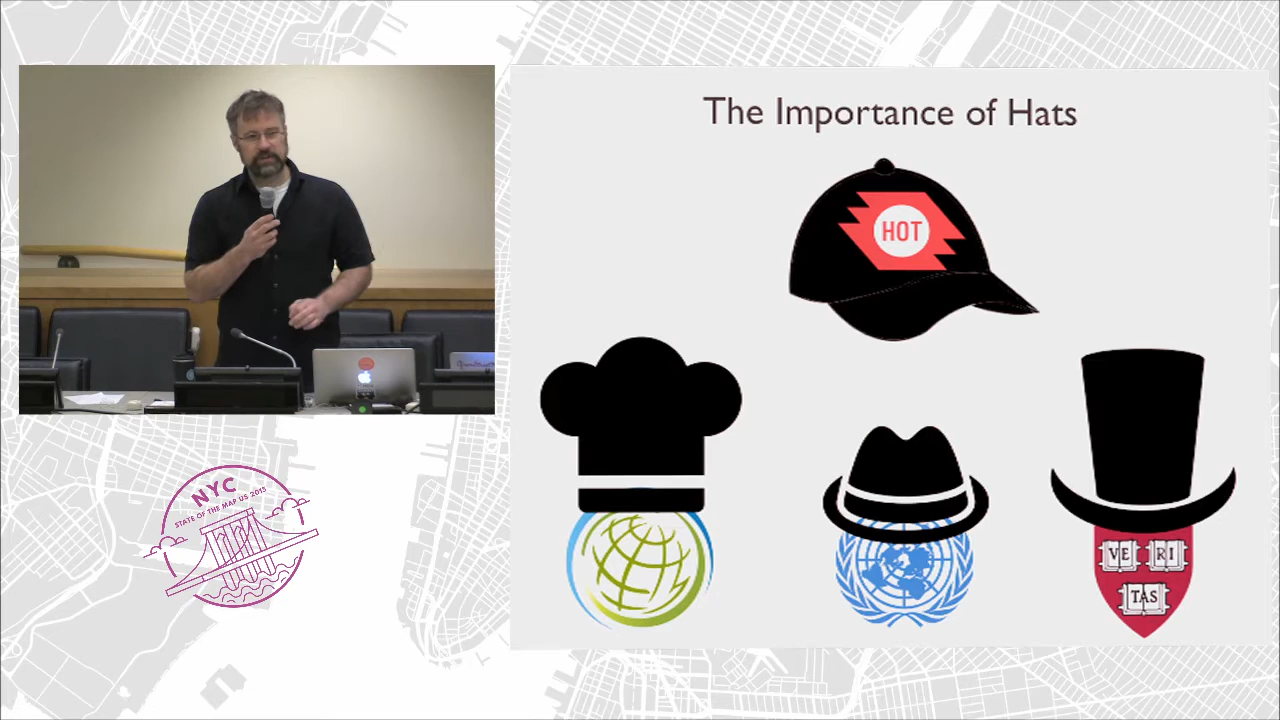 The Importance of Hats
HOT
NYC
STATE OF THE MAP US 2015
VE RI
TAS